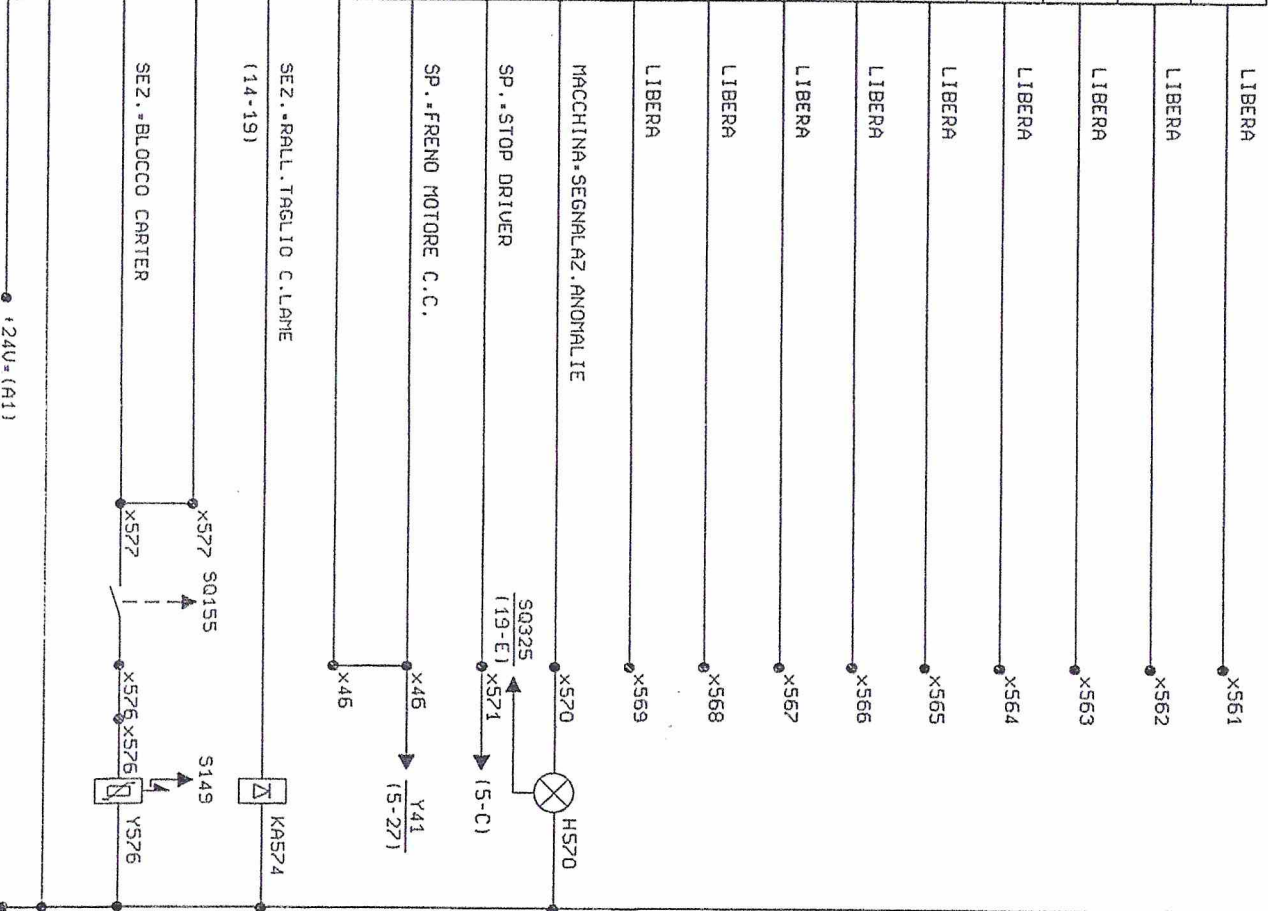 LIBERA
x561
LIBERA
x562
LIBERA
x563
LIBERA
x564
LIBERA
x565
LIBERA
x566
LIBERA
x567
LIBERA
x568
LIBERA
x569
MACCHINA=SEGNALAZ.ANOMALIE
x570
H570
SQ325
(19-E)
SP.=STOP DRIVER
x571
(5-C)
SP.=FRENO MOTORE C.C.
x46
Y41
(5-27)
x46
SEZ.=RALL.TAGLIO C.LAME
(14-19)
KA574
x577
SQ155
S149
SEZ.=BLOCCO CARTER
x577
x576
x576
Y576
+24V=(A1)